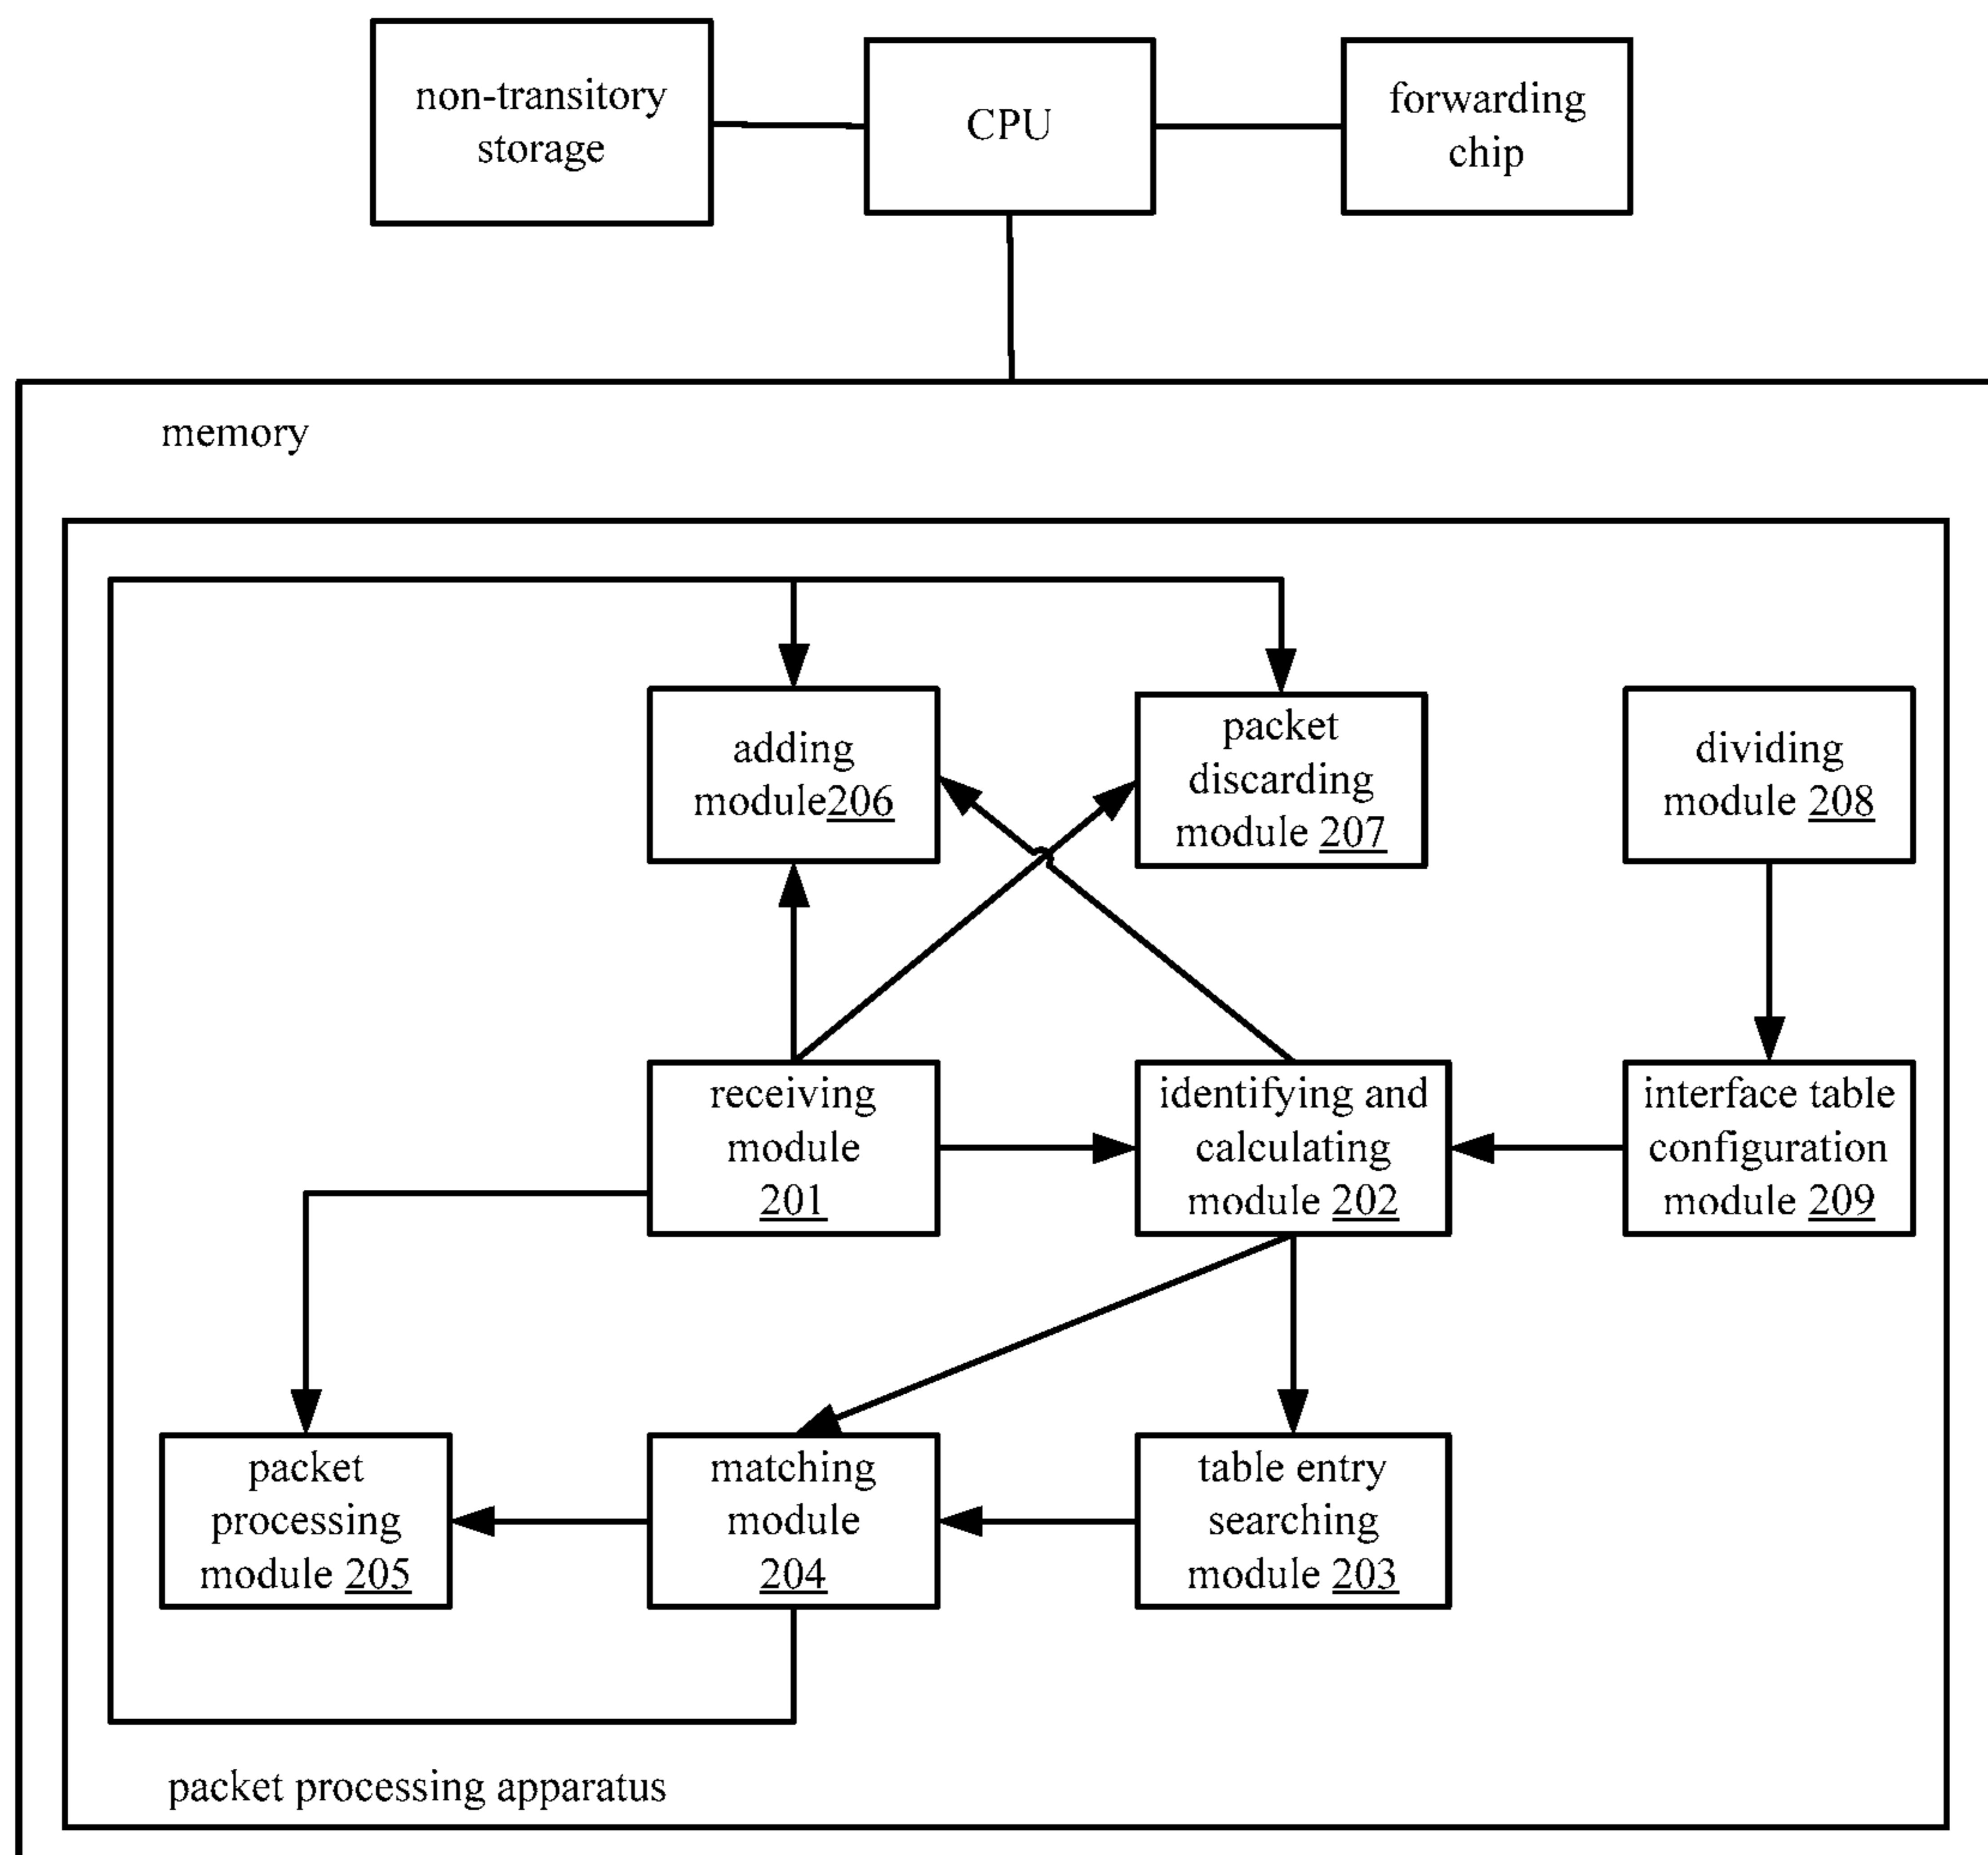 non-transitory
storage
CPU
forwarding
chip
memory
adding
module206
packet
discarding
module 207
dividing
module 208
receiving
module
201
identifying and
calculating
module 202
interface table
configuration
module 209
packet
processing
module 205
matching
module
204
table entry
searching
module 203
packet processing apparatus